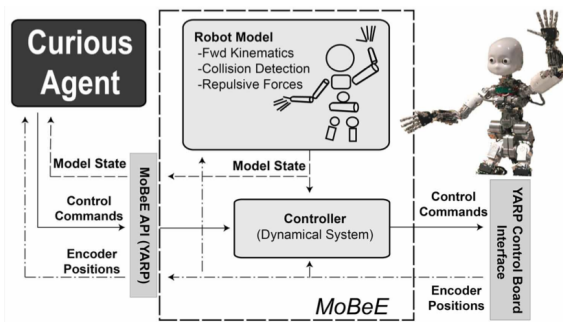 Curious
Agent
Robot Model
-Fwd Kinematics
-Collision Detection
-Repulsive Forces
Model State
Model State
MoBeE API (YARP)
Control
Commands
Controller
(Dynamical System)
Control
Commands
YARP Control Board
Interface
Encoder
Positions
Encoder
Positions
MoBeE